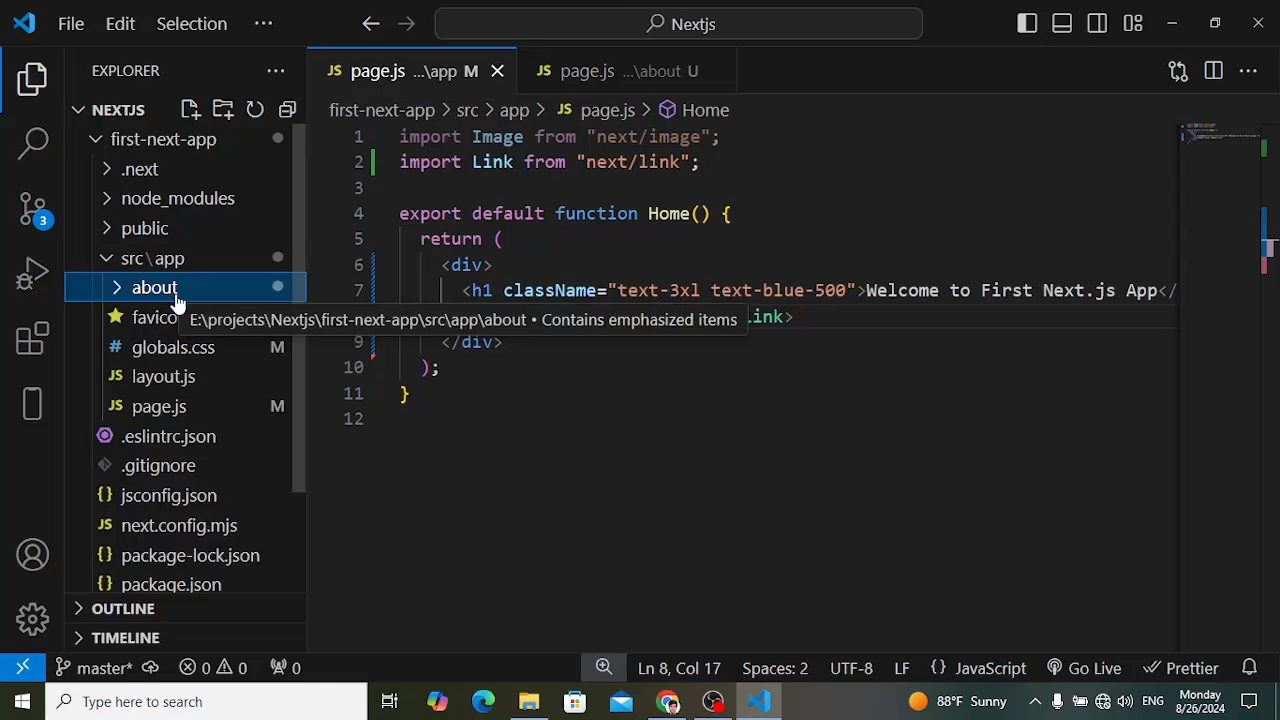 File Edit Selection ···
Nextjs
EXPLORER
NEXTJS
first-next-app
.next
node_modules
public
src\app
about
favico
globals.css M
layout.js
page.js M
.eslintrc.json
.gitignore
jsconfig.json
next.config.mjs
package-lock.json
package.json
OUTLINE
TIMELINE
3
JS page.js ...\app M
JS page.js ...\about U
first-next-app > src > app > JS page.js > Home
1 import Image from "next/image";
2 import Link from "next/link";
3
4 export default function Home() {
5 return (
6 <div>
7 <h1 className="text-3xl text-blue-500">Welcome to First Next.js App</
E:\projects\Nextjs\first-next-app\src\app\about • Contains emphasized items
ink>
9 </div>
10 );
11 }
12
master* 0 0 0
Ln 8, Col 17 Spaces: 2 UTF-8 LF {} JavaScript Go Live Prettier
Type here to search
88°F Sunny
ENG
Monday
8/26/2024